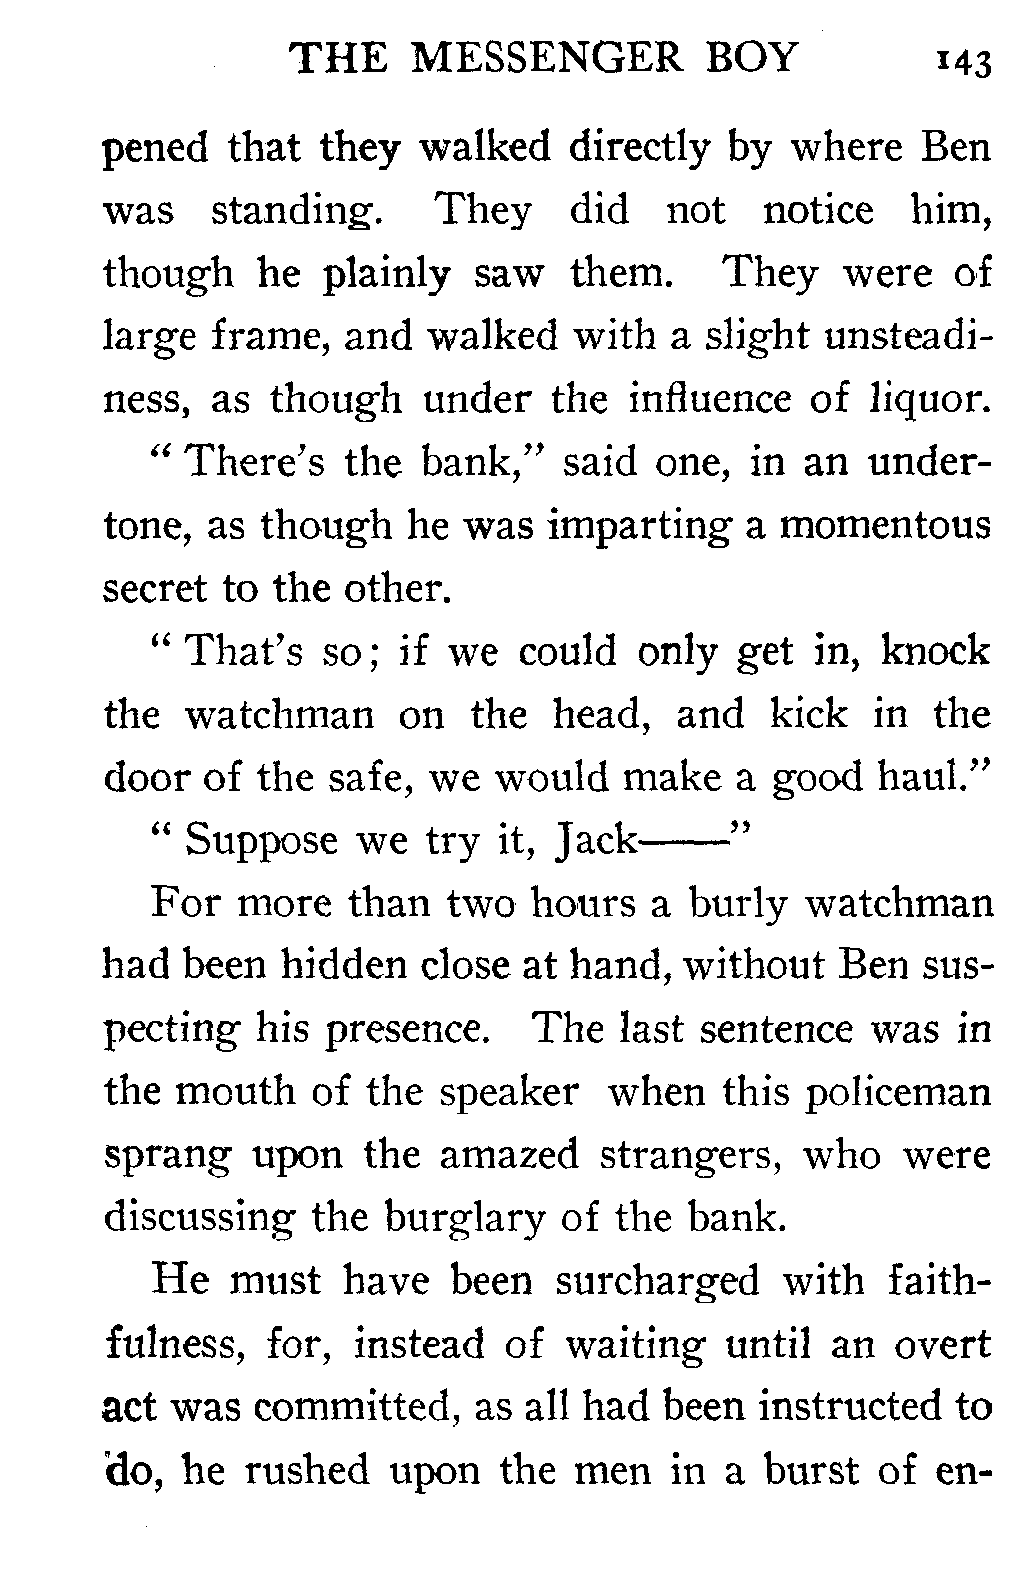 THE MESSENGER BOY 143
pened that they walked directly by where Ben
was standing. They did not notice him,
though he plainly saw them. They were of
large frame, and walked with a slight unsteadi-
ness, as though under the influence of liquor.
“ There’s the bank,” said one, in an under-
tone, as though he was imparting a momentous
secret to the other.
“ That’s so; if we could only get in, knock
the watchman on the head, and kick in the
door of the safe, we would make a good haul.”
“ Suppose we try it, Jack——”
For more than two hours a burly watchman
had been hidden close at hand, without Ben sus-
pecting his presence. The last sentence was in
the mouth of the speaker when this policeman
sprang upon the amazed strangers, who were
discussing the burglary of the bank.
He must have been surcharged with faith-
fulness, for, instead of waiting until an overt
act was committed, as all had been instructed to
do, he rushed upon the men in a burst of en-